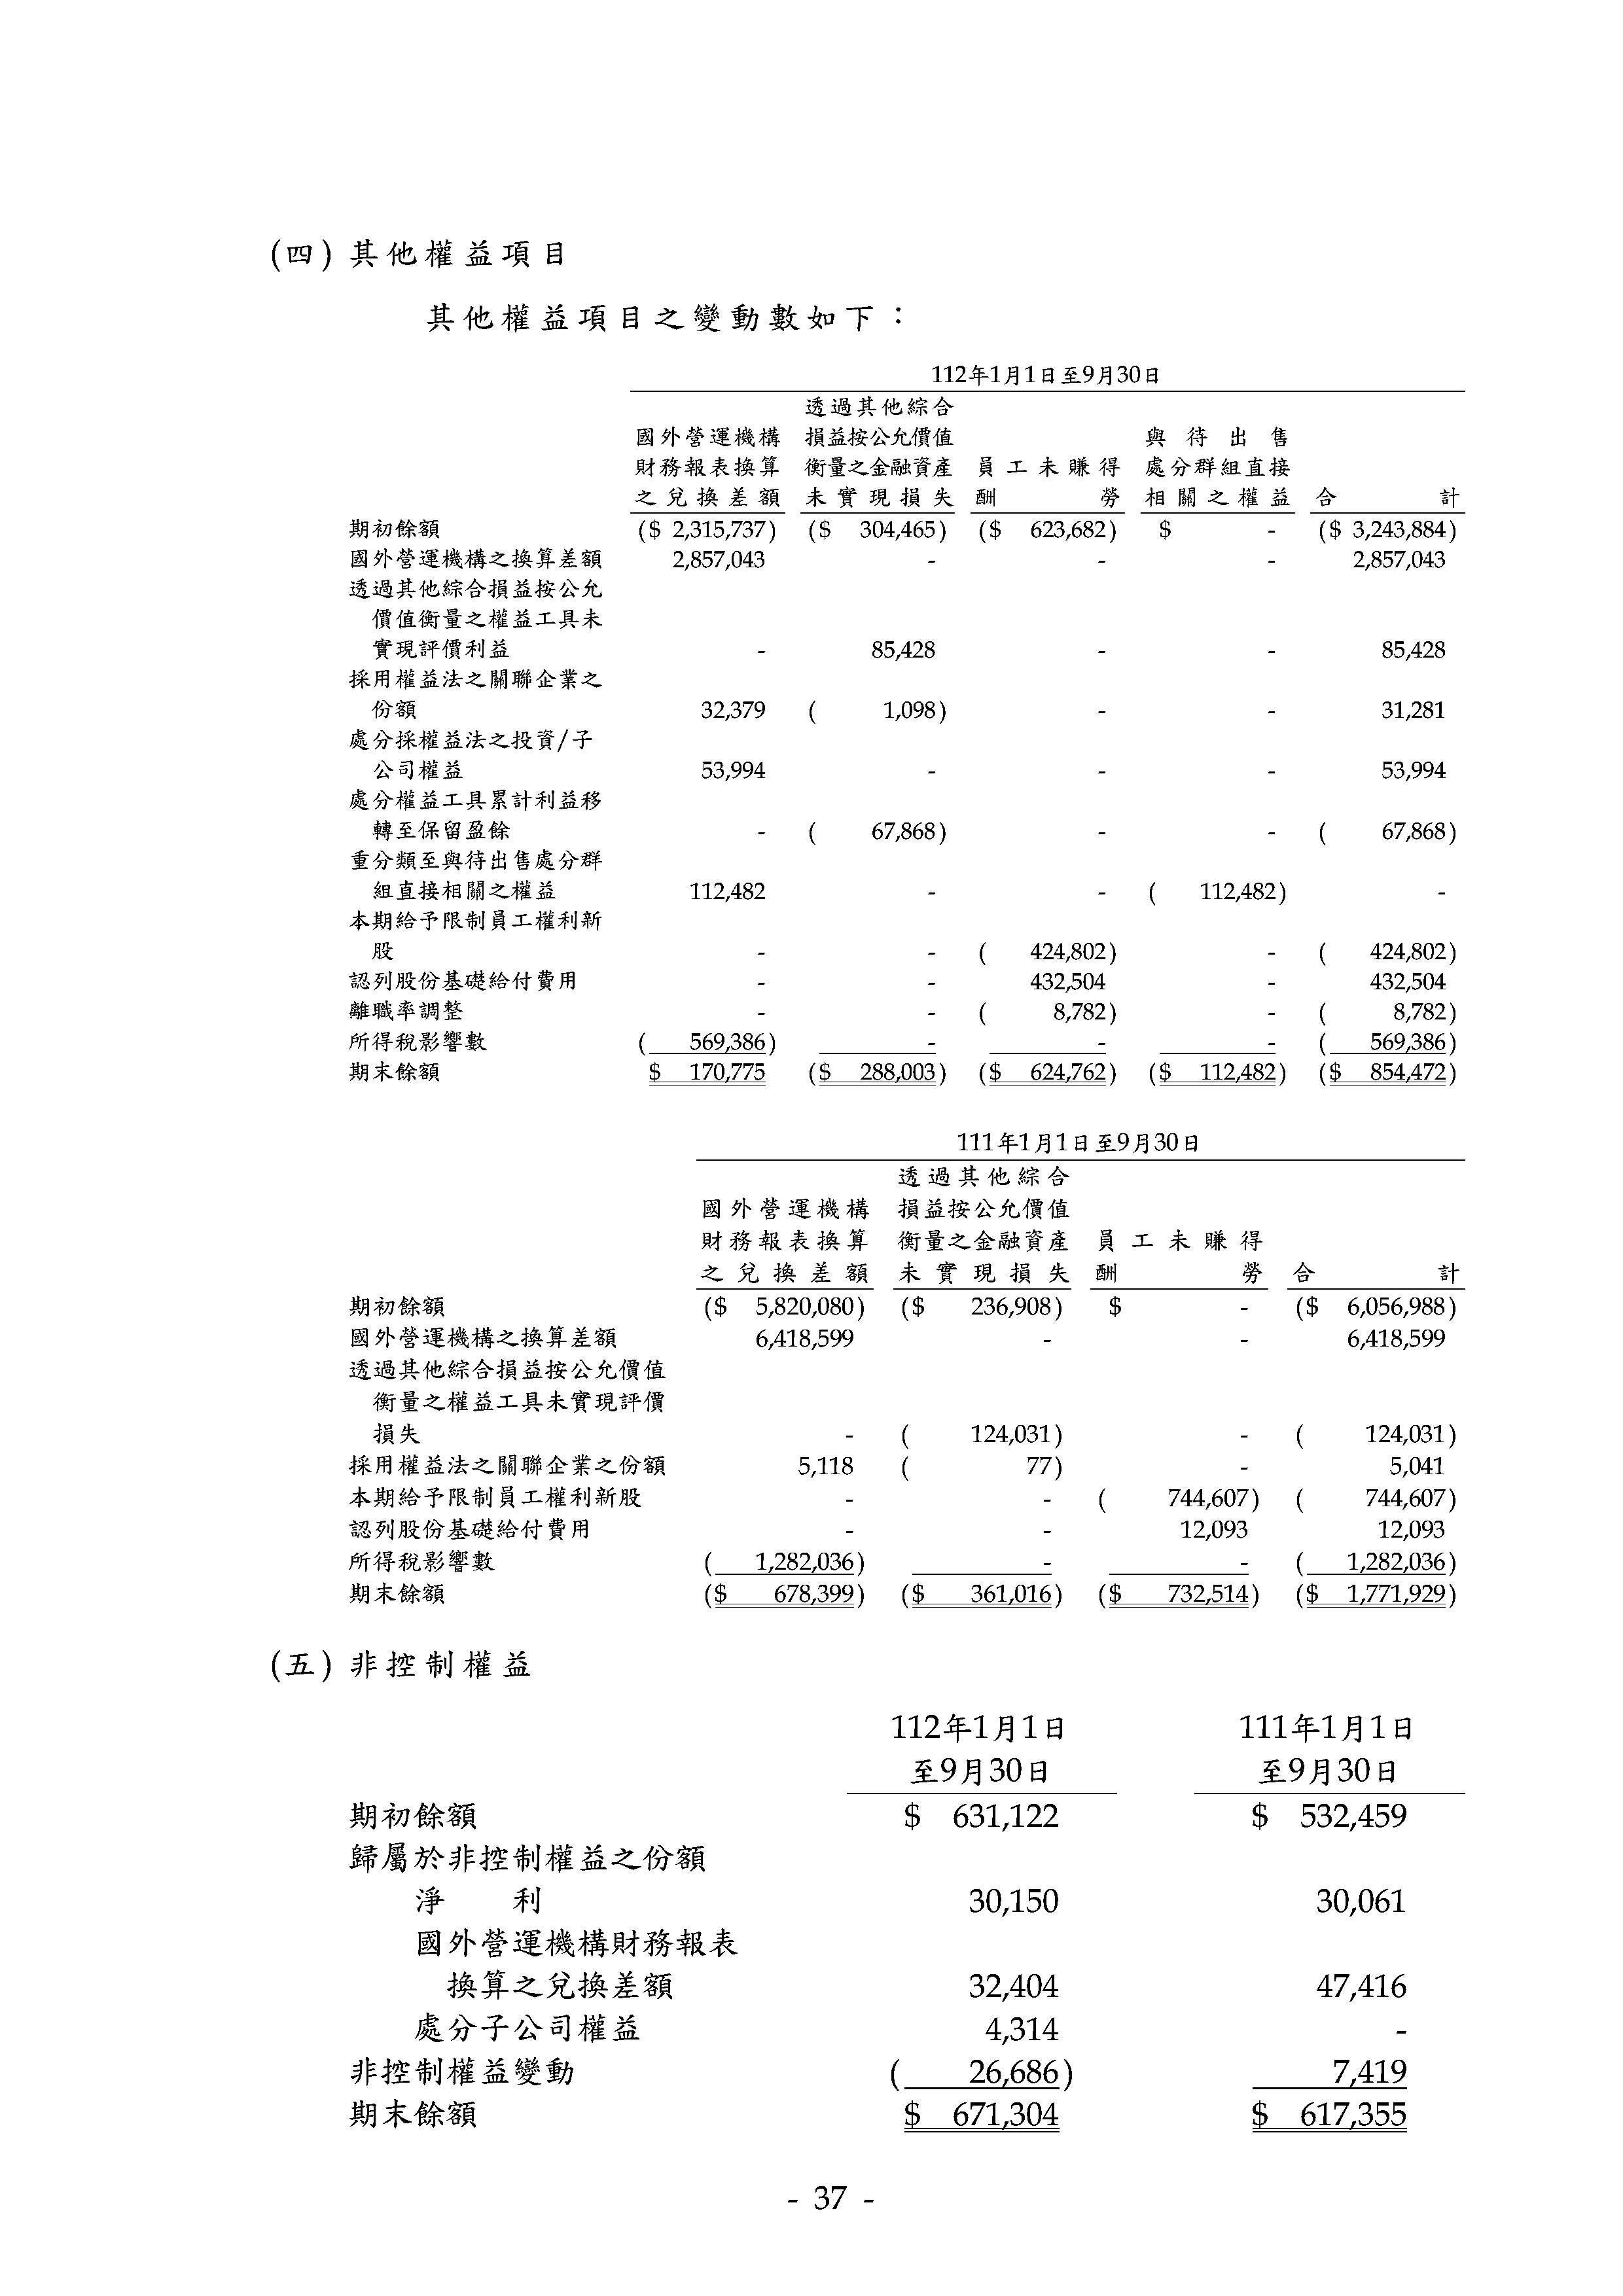 (四) 其他權益項目
其他權益項目之變動數如下：
112年1月1日至9月30日
透過其他綜合
國外營運機構 損益按公允價值 與待出售
財務報表換算 衡量之金融資產 員工未賺得 處分群組直接
之兌換差額 未實現損失 酬勞 相關之權益 合計
期初餘額 ($ 2,315,737) ($ 304,465) ($ 623,682) $ - ($ 3,243,884)
國外營運機構之換算差額 2,857,043 - - - 2,857,043
透過其他綜合損益按公允
價值衡量之權益工具未
實現評價利益 - 85,428 - - 85,428
採用權益法之關聯企業之
份額 32,379 ( 1,098) - - 31,281
處分採權益法之投資/子
公司權益 53,994 - - - 53,994
處分權益工具累計利益移
轉至保留盈餘 - ( 67,868) - - ( 67,868)
重分類至與待出售處分群
組直接相關之權益 112,482 - - ( 112,482) -
本期給予限制員工權利新
股 - - ( 424,802) - ( 424,802)
認列股份基礎給付費用 - - 432,504 - 432,504
離職率調整 - - ( 8,782) - ( 8,782)
所得稅影響數 ( 569,386) - - - ( 569,386)
期末餘額 $ 170,775 ($ 288,003) ($ 624,762) ($ 112,482) ($ 854,472)
111年1月1日至9月30日
透過其他綜合
國外營運機構 損益按公允價值
財務報表換算 衡量之金融資產 員工未賺得
之兌換差額 未實現損失 酬勞 合計
期初餘額 ($ 5,820,080) ($ 236,908) $ - ($ 6,056,988)
國外營運機構之換算差額 6,418,599 - - 6,418,599
透過其他綜合損益按公允價值
衡量之權益工具未實現評價
損失 - ( 124,031) - ( 124,031)
採用權益法之關聯企業之份額 5,118 ( 77) - 5,041
本期給予限制員工權利新股 - - ( 744,607) ( 744,607)
認列股份基礎給付費用 - - 12,093 12,093
所得稅影響數 ( 1,282,036) - - ( 1,282,036)
期末餘額 ($ 678,399) ($ 361,016) ($ 732,514) ($ 1,771,929)
(五) 非控制權益
112年1月1日 111年1月1日
至9月30日 至9月30日
期初餘額 $ 631,122 $ 532,459
歸屬於非控制權益之份額
淨利 30,150 30,061
國外營運機構財務報表
換算之兌換差額 32,404 47,416
處分子公司權益 4,314 -
非控制權益變動 ( 26,686) 7,419
期末餘額 $ 671,304 $ 617,355
- 37 -